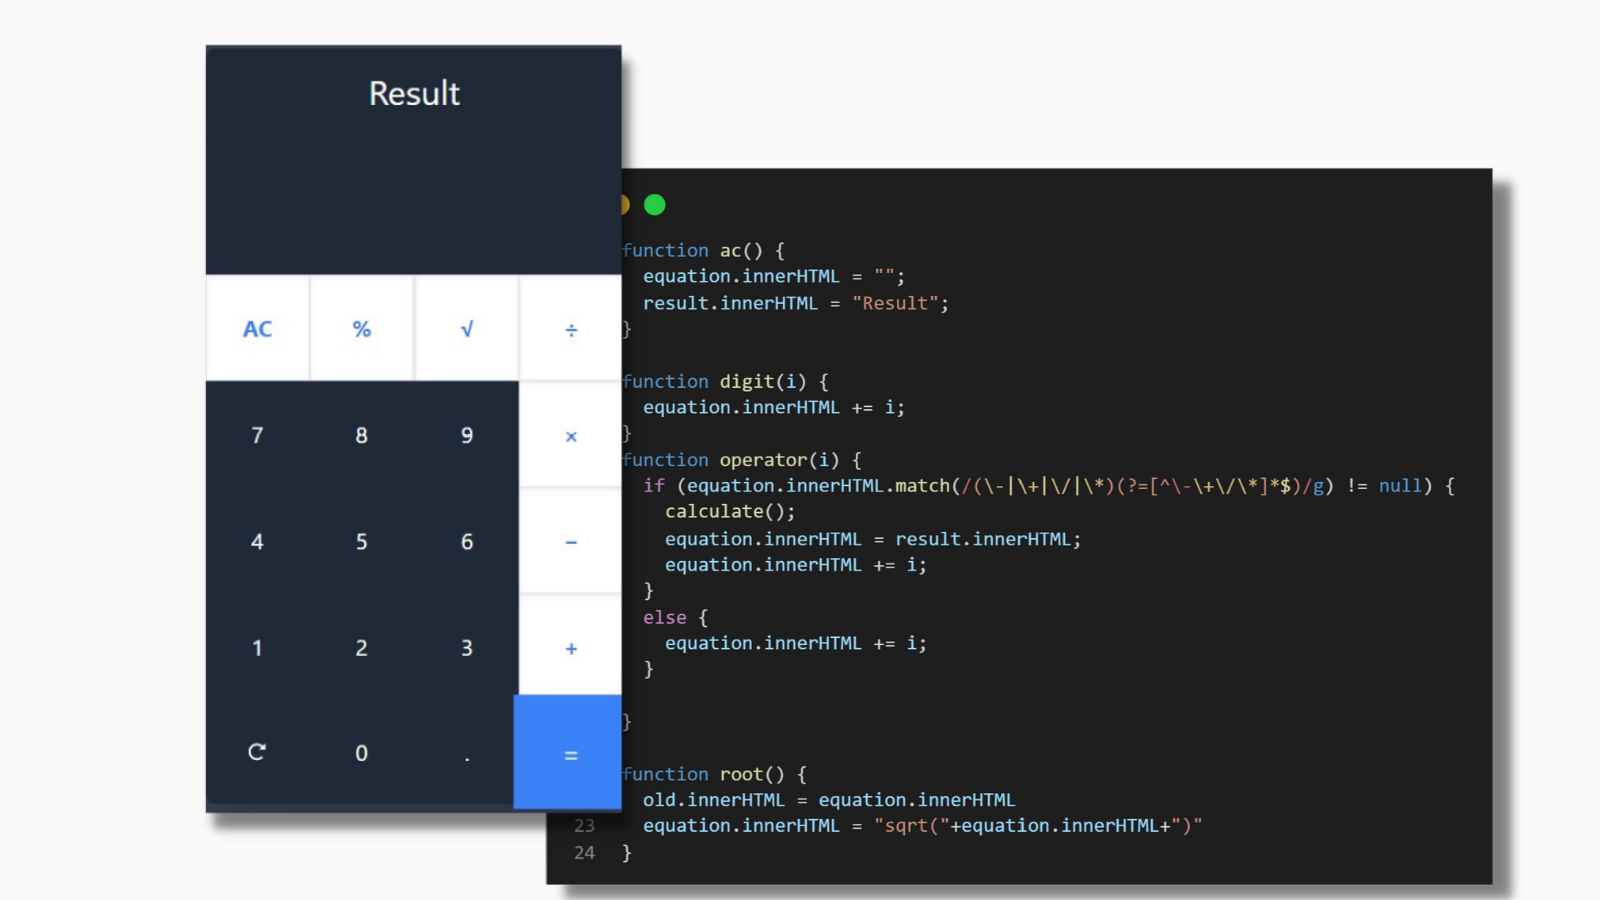 Result
AC % √ ÷
7 8 9 ×
4 5 6 −
1 2 3 +
0 . =
function ac() {
equation.innerHTML = "";
result.innerHTML = "Result";
}
function digit(i) {
equation.innerHTML += i;
}
function operator(i) {
if (equation.innerHTML.match(/(\-|\+|\/|\*)(?=[^\-\+\/\*]*$)/g) != null) {
calculate();
equation.innerHTML = result.innerHTML;
equation.innerHTML += i;
}
else {
equation.innerHTML += i;
}
}
function root() {
old.innerHTML = equation.innerHTML
23 equation.innerHTML = "sqrt("+equation.innerHTML+")"
24 }